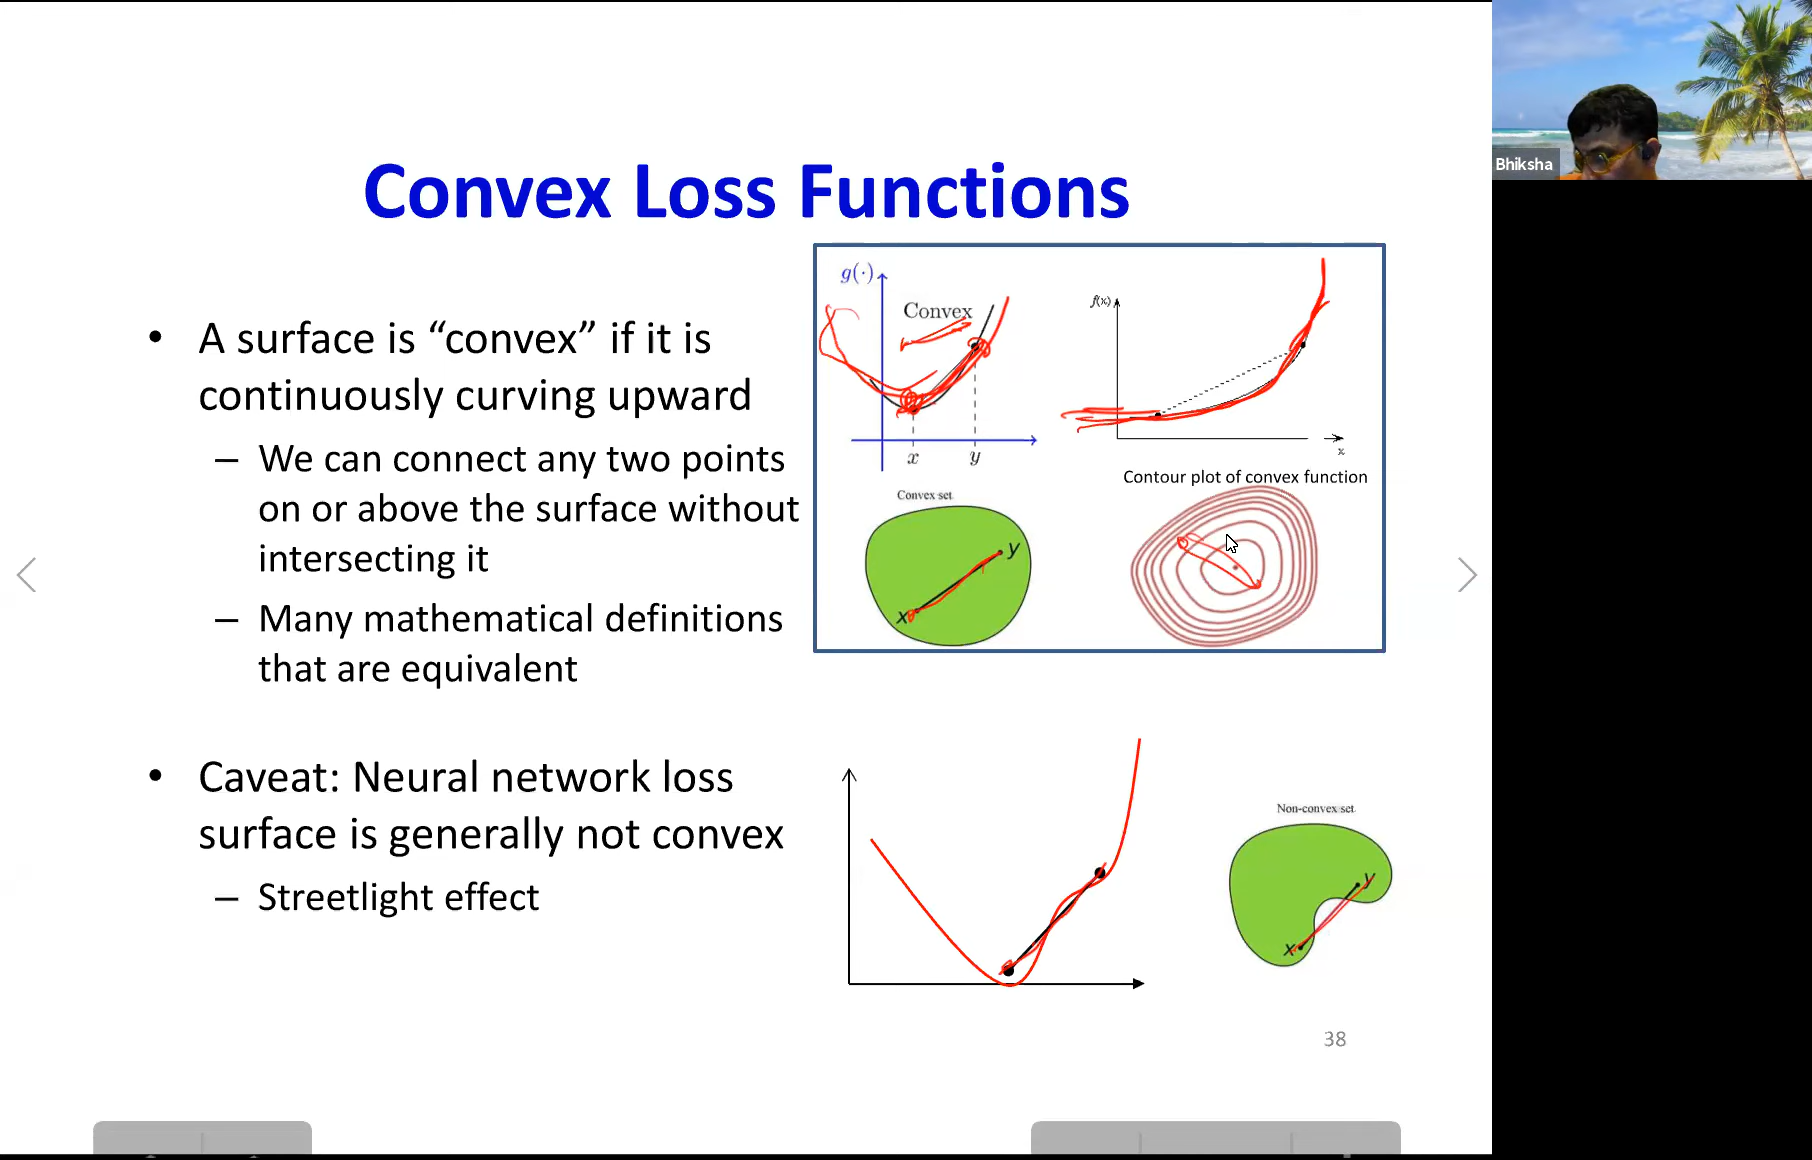 Convex Loss Functions
• A surface is “convex” if it is
continuously curving upward
– We can connect any two points
on or above the surface without
intersecting it
– Many mathematical definitions
that are equivalent
• Caveat: Neural network loss
surface is generally not convex
– Streetlight effect
g(·)
Convex
x y
f(x)
x
Convex set
y
x
Contour plot of convex function
Non-convex set
y
x
38
Bhiksha